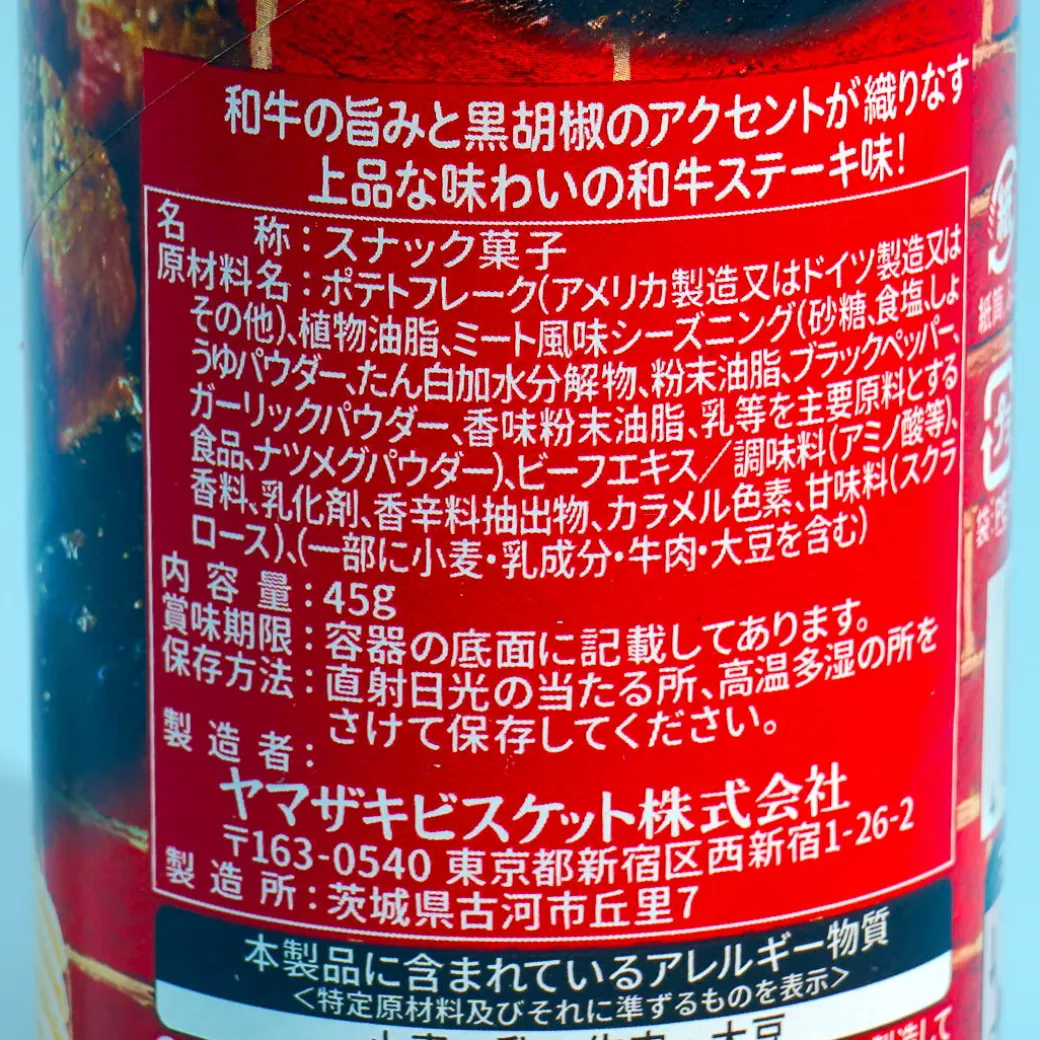 和牛の旨みと黒胡椒のアクセントが織りなす
上品な味わいの和牛ステーキ味!
名称:スナック菓子
原材料名:ポテトフレーク(アメリカ製造又はドイツ製造又は
その他)、植物油脂、ミート風味シーズニング(砂糖、食塩、しょ
うゆパウダー、たん白加水分解物、粉末油脂、ブラックペッパー、
ガーリックパウダー、香味粉末油脂、乳等を主要原料とする
食品、ナツメグパウダー)、ビーフエキス/調味料(アミノ酸等)、
香料、乳化剤、香辛料抽出物、カラメル色素、甘味料(スクラ
ロース)、(一部に小麦・乳成分・牛肉・大豆を含む)
内容量:45g
賞味期限:容器の底面に記載してあります。
保存方法:直射日光の当たる所、高温多湿の所を
さけて保存してください。
製造者:
ヤマザキビスケット株式会社
〒163-0540 東京都新宿区西新宿1-26-2
製造所:茨城県古河市丘里7
本製品に含まれているアレルギー物質
<特定原材料及びそれに準ずるものを表示>
小麦・乳・牛肉・大豆